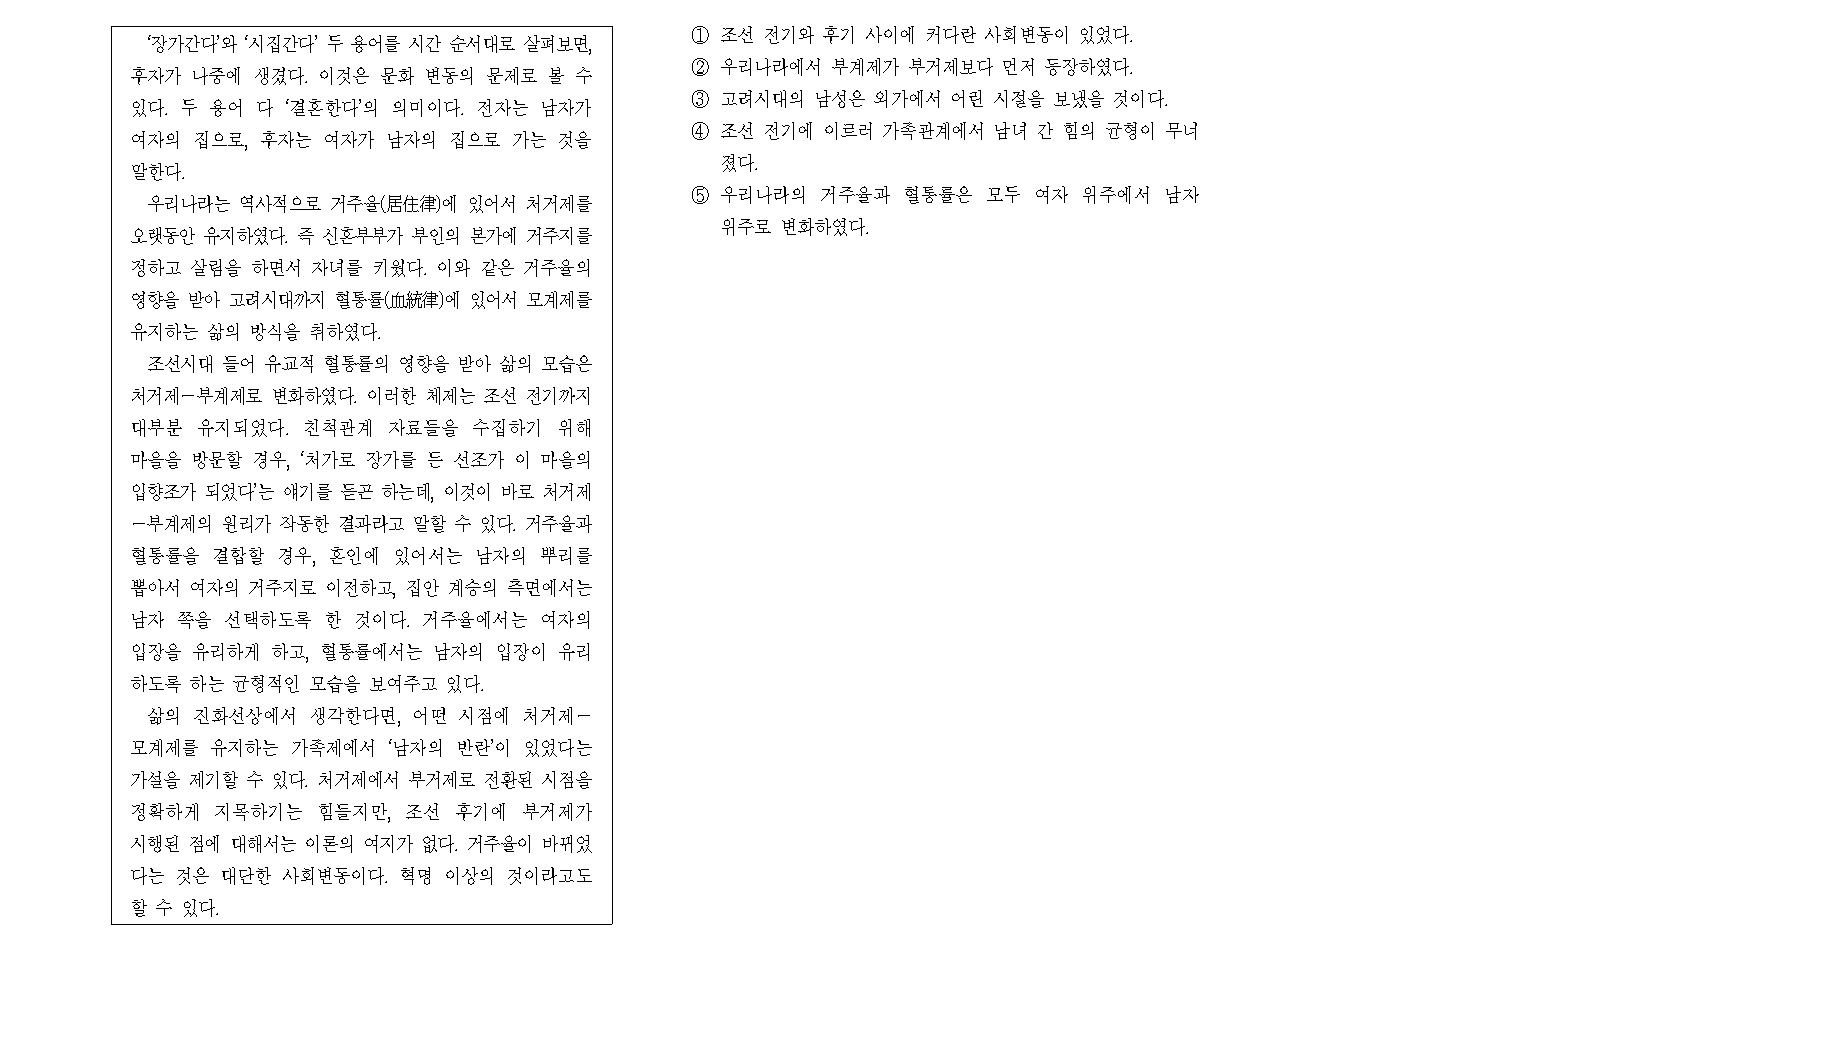 ‘장가간다’와 ‘시집간다’ 두 용어를 시간 순서대로 살펴보면,
후자가 나중에 생겼다. 이것은 문화 변동의 문제로 볼 수
있다. 두 용어 다 ‘결혼한다’의 의미이다. 전자는 남자가
여자의 집으로, 후자는 여자가 남자의 집으로 가는 것을
말한다.
우리나라는 역사적으로 거주율(居住律)에 있어서 처거제를
오랫동안 유지하였다. 즉 신혼부부가 부인의 본가에 거주지를
정하고 살림을 하면서 자녀를 키웠다. 이와 같은 거주율의
영향을 받아 고려시대까지 혈통률(血統律)에 있어서 모계제를
유지하는 삶의 방식을 취하였다.
조선시대 들어 유교적 혈통률의 영향을 받아 삶의 모습은
처거제－부계제로 변화하였다. 이러한 체제는 조선 전기까지
대부분 유지되었다. 친척관계 자료들을 수집하기 위해
마을을 방문할 경우, ‘처가로 장가를 든 선조가 이 마을의
입향조가 되었다’는 얘기를 듣곤 하는데, 이것이 바로 처거제
－부계제의 원리가 작동한 결과라고 말할 수 있다. 거주율과
혈통률을 결합할 경우, 혼인에 있어서는 남자의 뿌리를
뽑아서 여자의 거주지로 이전하고, 집안 계승의 측면에서는
남자 쪽을 선택하도록 한 것이다. 거주율에서는 여자의
입장을 유리하게 하고, 혈통률에서는 남자의 입장이 유리
하도록 하는 균형적인 모습을 보여주고 있다.
삶의 진화선상에서 생각한다면, 어떤 시점에 처거제－
모계제를 유지하는 가족제에서 ‘남자의 반란’이 있었다는
가설을 제기할 수 있다. 처거제에서 부거제로 전환된 시점을
정확하게 지목하기는 힘들지만, 조선 후기에 부거제가
시행된 점에 대해서는 이론의 여지가 없다. 거주율이 바뀌었
다는 것은 대단한 사회변동이다. 혁명 이상의 것이라고도
할 수 있다.
① 조선 전기와 후기 사이에 커다란 사회변동이 있었다.
② 우리나라에서 부계제가 부거제보다 먼저 등장하였다.
③ 고려시대의 남성은 외가에서 어린 시절을 보냈을 것이다.
④ 조선 전기에 이르러 가족관계에서 남녀 간 힘의 균형이 무너
졌다.
⑤ 우리나라의 거주율과 혈통률은 모두 여자 위주에서 남자
위주로 변화하였다.